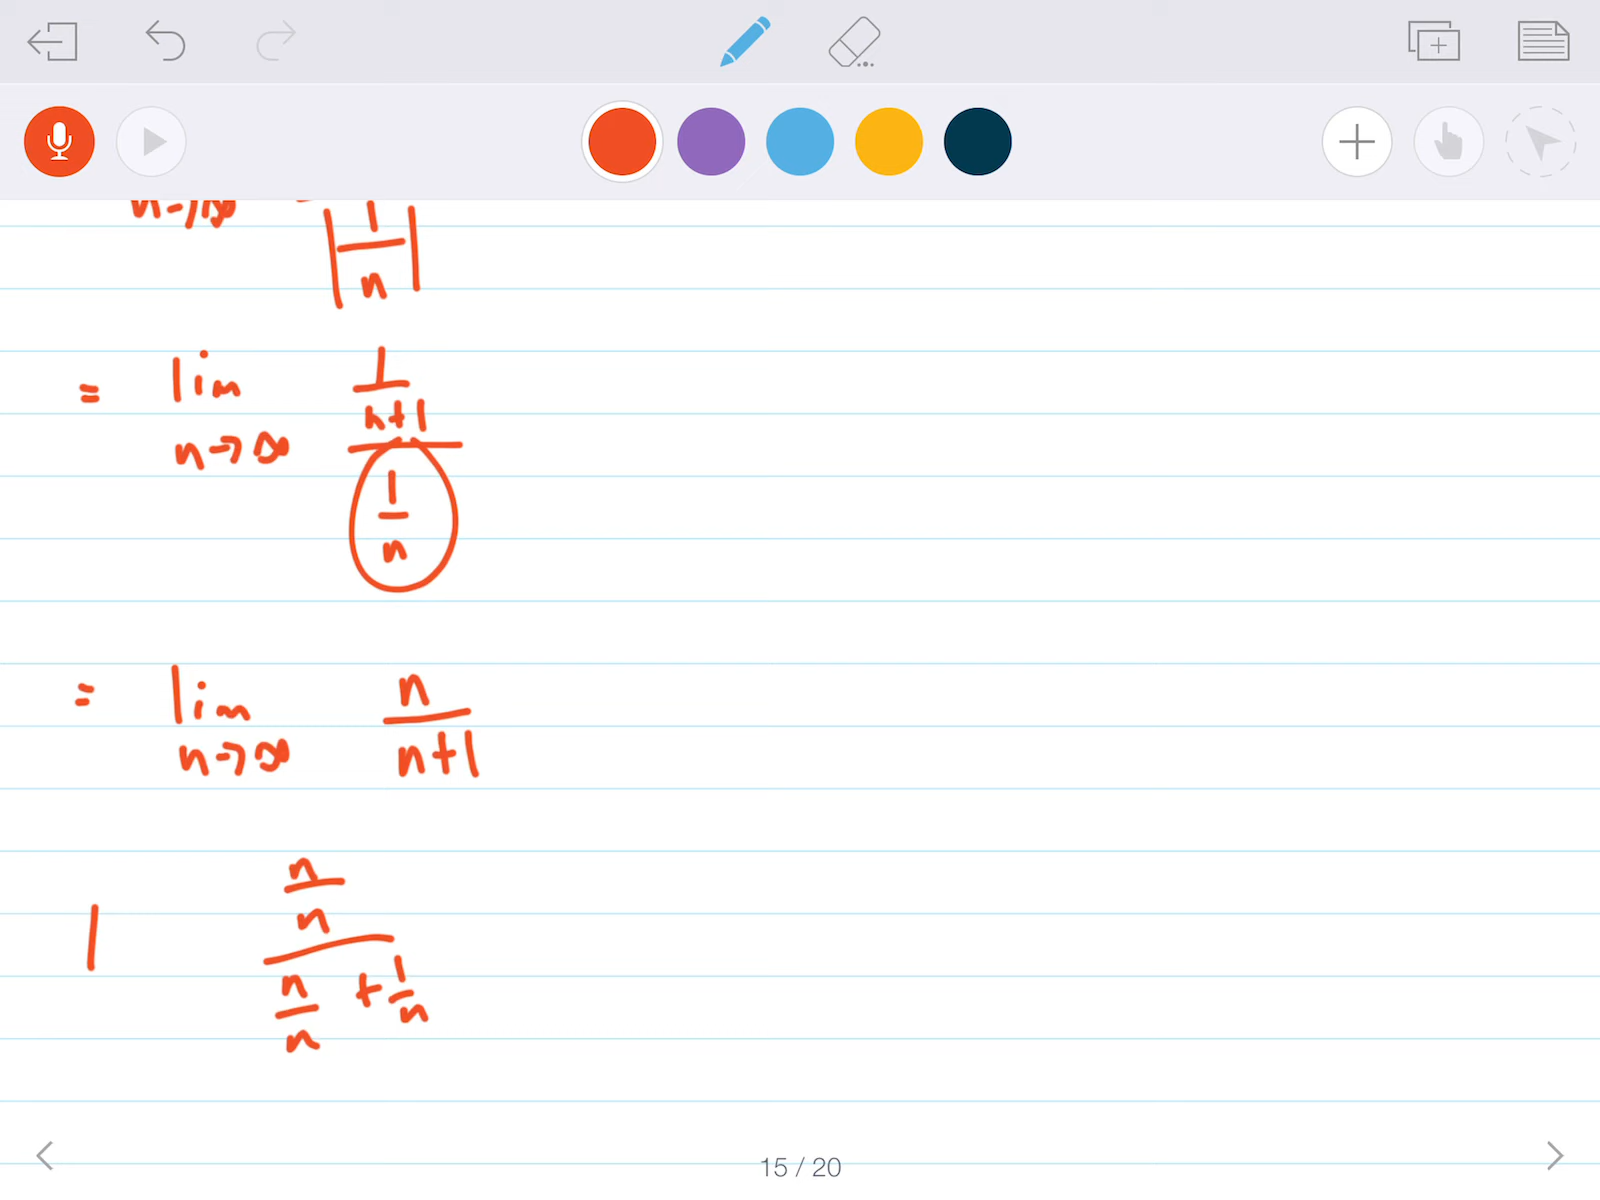 n→∞
|1/n|
= lim n→∞ (1/(n+1))/(1/n)
= lim n→∞ n/(n+1)
1 (n/n)/(n/n + 1/n)
15 / 20